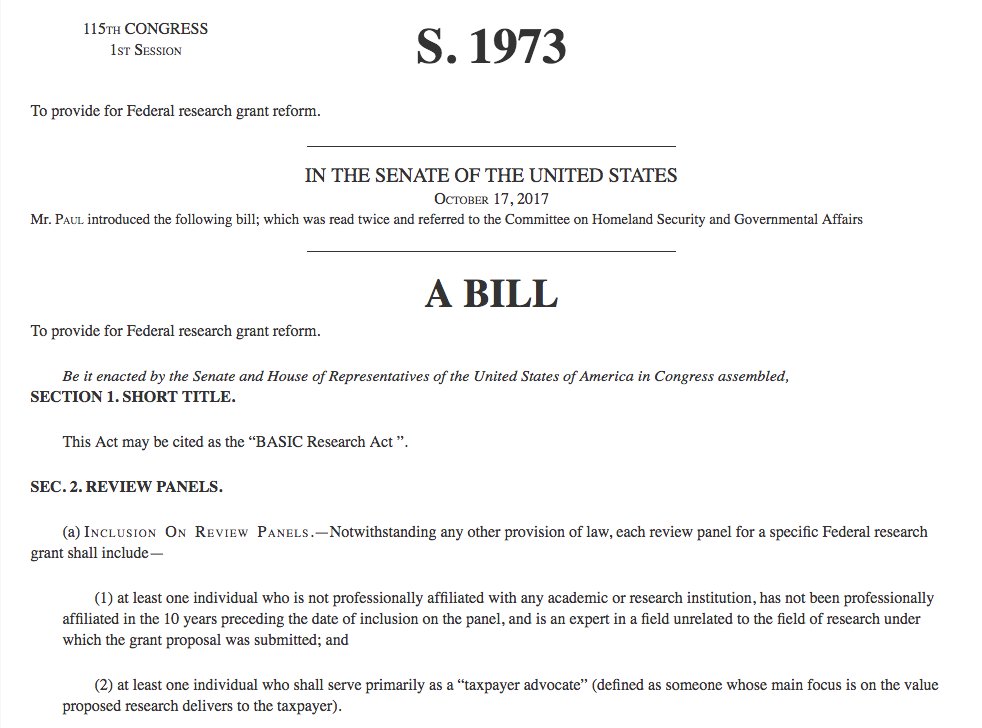 115TH CONGRESS
1ST SESSION
S. 1973
To provide for Federal research grant reform.
IN THE SENATE OF THE UNITED STATES
OCTOBER 17, 2017
Mr. PAUL introduced the following bill; which was read twice and referred to the Committee on Homeland Security and Governmental Affairs
A BILL
To provide for Federal research grant reform.
Be it enacted by the Senate and House of Representatives of the United States of America in Congress assembled,
SECTION 1. SHORT TITLE.
This Act may be cited as the “BASIC Research Act ”.
SEC. 2. REVIEW PANELS.
(a) INCLUSION ON REVIEW PANELS.—Notwithstanding any other provision of law, each review panel for a specific Federal research
grant shall include—
(1) at least one individual who is not professionally affiliated with any academic or research institution, has not been professionally
affiliated in the 10 years preceding the date of inclusion on the panel, and is an expert in a field unrelated to the field of research under
which the grant proposal was submitted; and
(2) at least one individual who shall serve primarily as a “taxpayer advocate” (defined as someone whose main focus is on the value
proposed research delivers to the taxpayer).